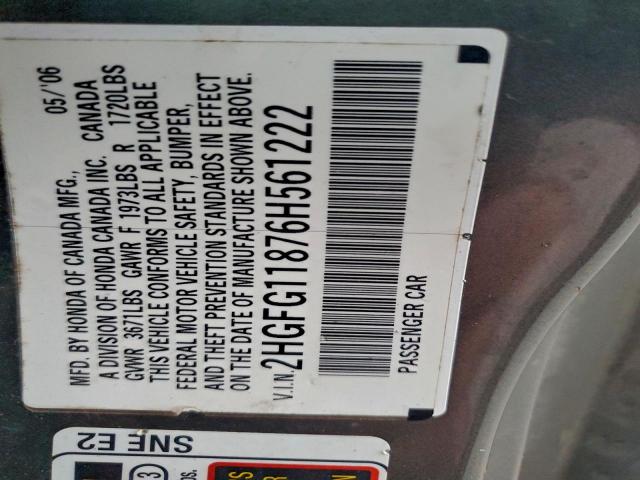 MFD. BY HONDA OF CANADA MFG., 05/'06
A DIVISION OF HONDA CANADA INC. CANADA
GVWR 3671LBS GAWR F 1973LBS R 1720LBS
THIS VEHICLE CONFORMS TO ALL APPLICABLE
FEDERAL MOTOR VEHICLE SAFETY, BUMPER,
AND THEFT PREVENTION STANDARDS IN EFFECT
ON THE DATE OF MANUFACTURE SHOWN ABOVE.
V.I.N. 2HGFG11876H561222
PASSENGER CAR
SNE E2
3